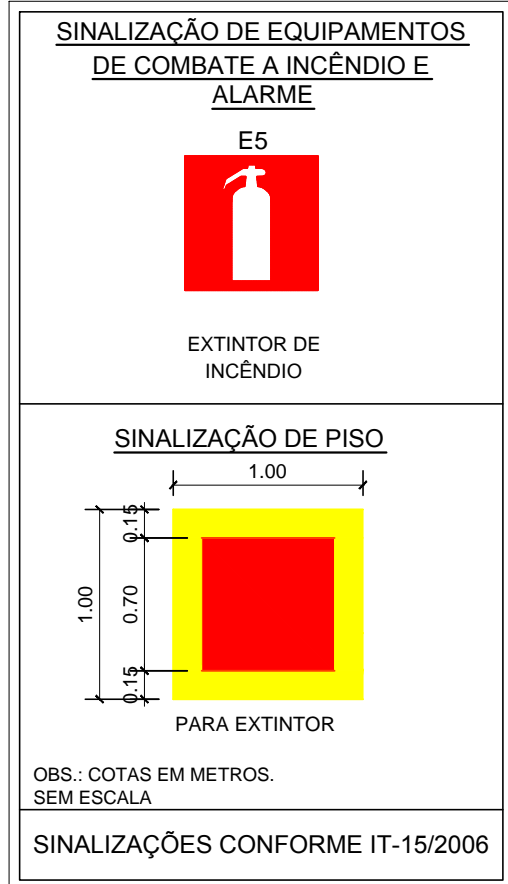 SINALIZAÇÃO DE EQUIPAMENTOS
DE COMBATE A INCÊNDIO E
ALARME
E5
EXTINTOR DE
INCÊNDIO
SINALIZAÇÃO DE PISO
1.00
0.15
1.00
0.70
0.15
PARA EXTINTOR
OBS.: COTAS EM METROS.
SEM ESCALA
SINALIZAÇÕES CONFORME IT-15/2006